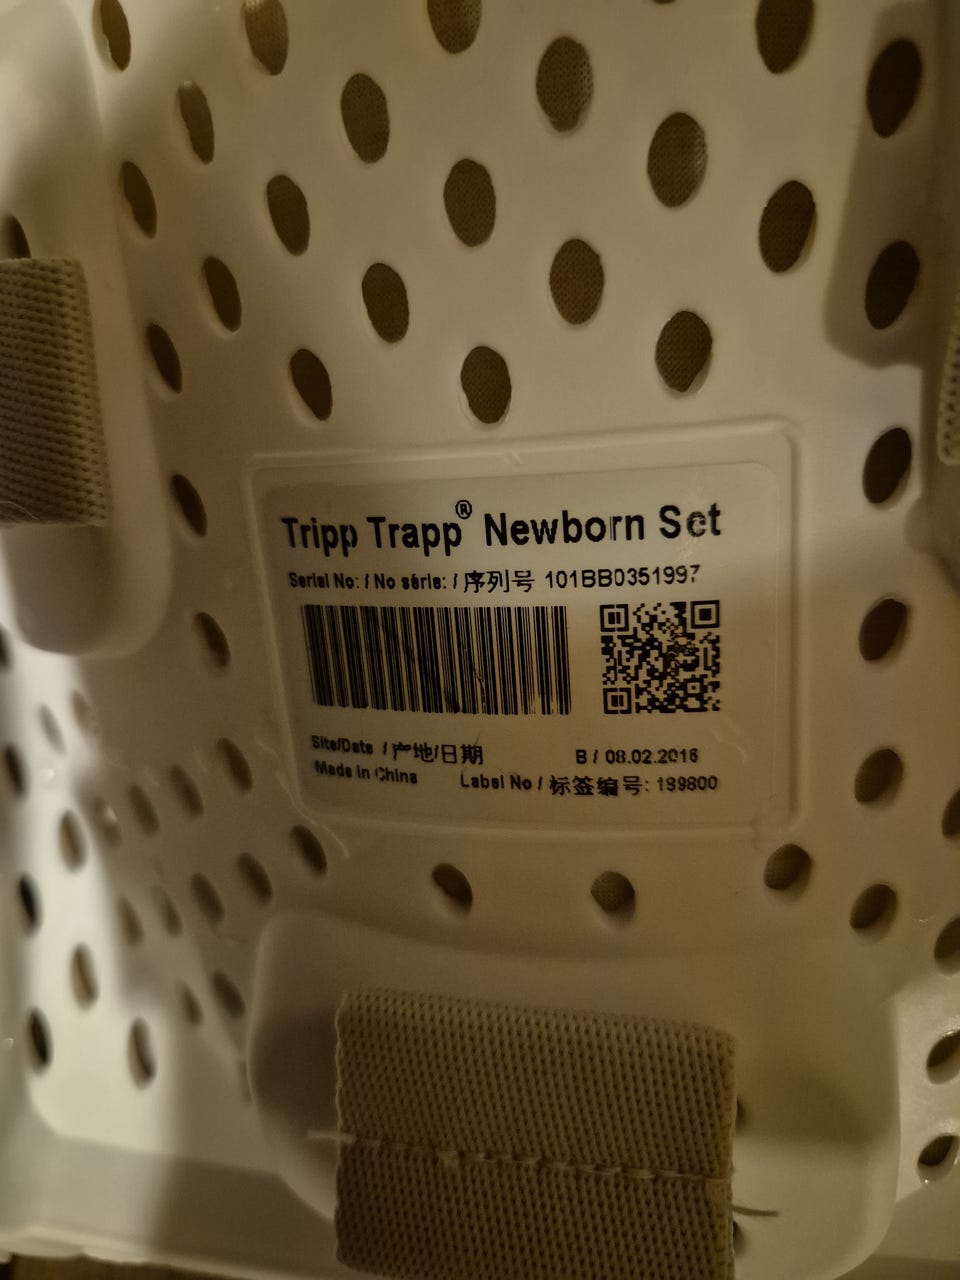 Tripp Trapp® Newborn Set
Serial No: / No série: / 序列号 101BB0351997
Site/Date / 产地/日期 B / 08.02.2016
Made in China Label No / 标签编号: 199800